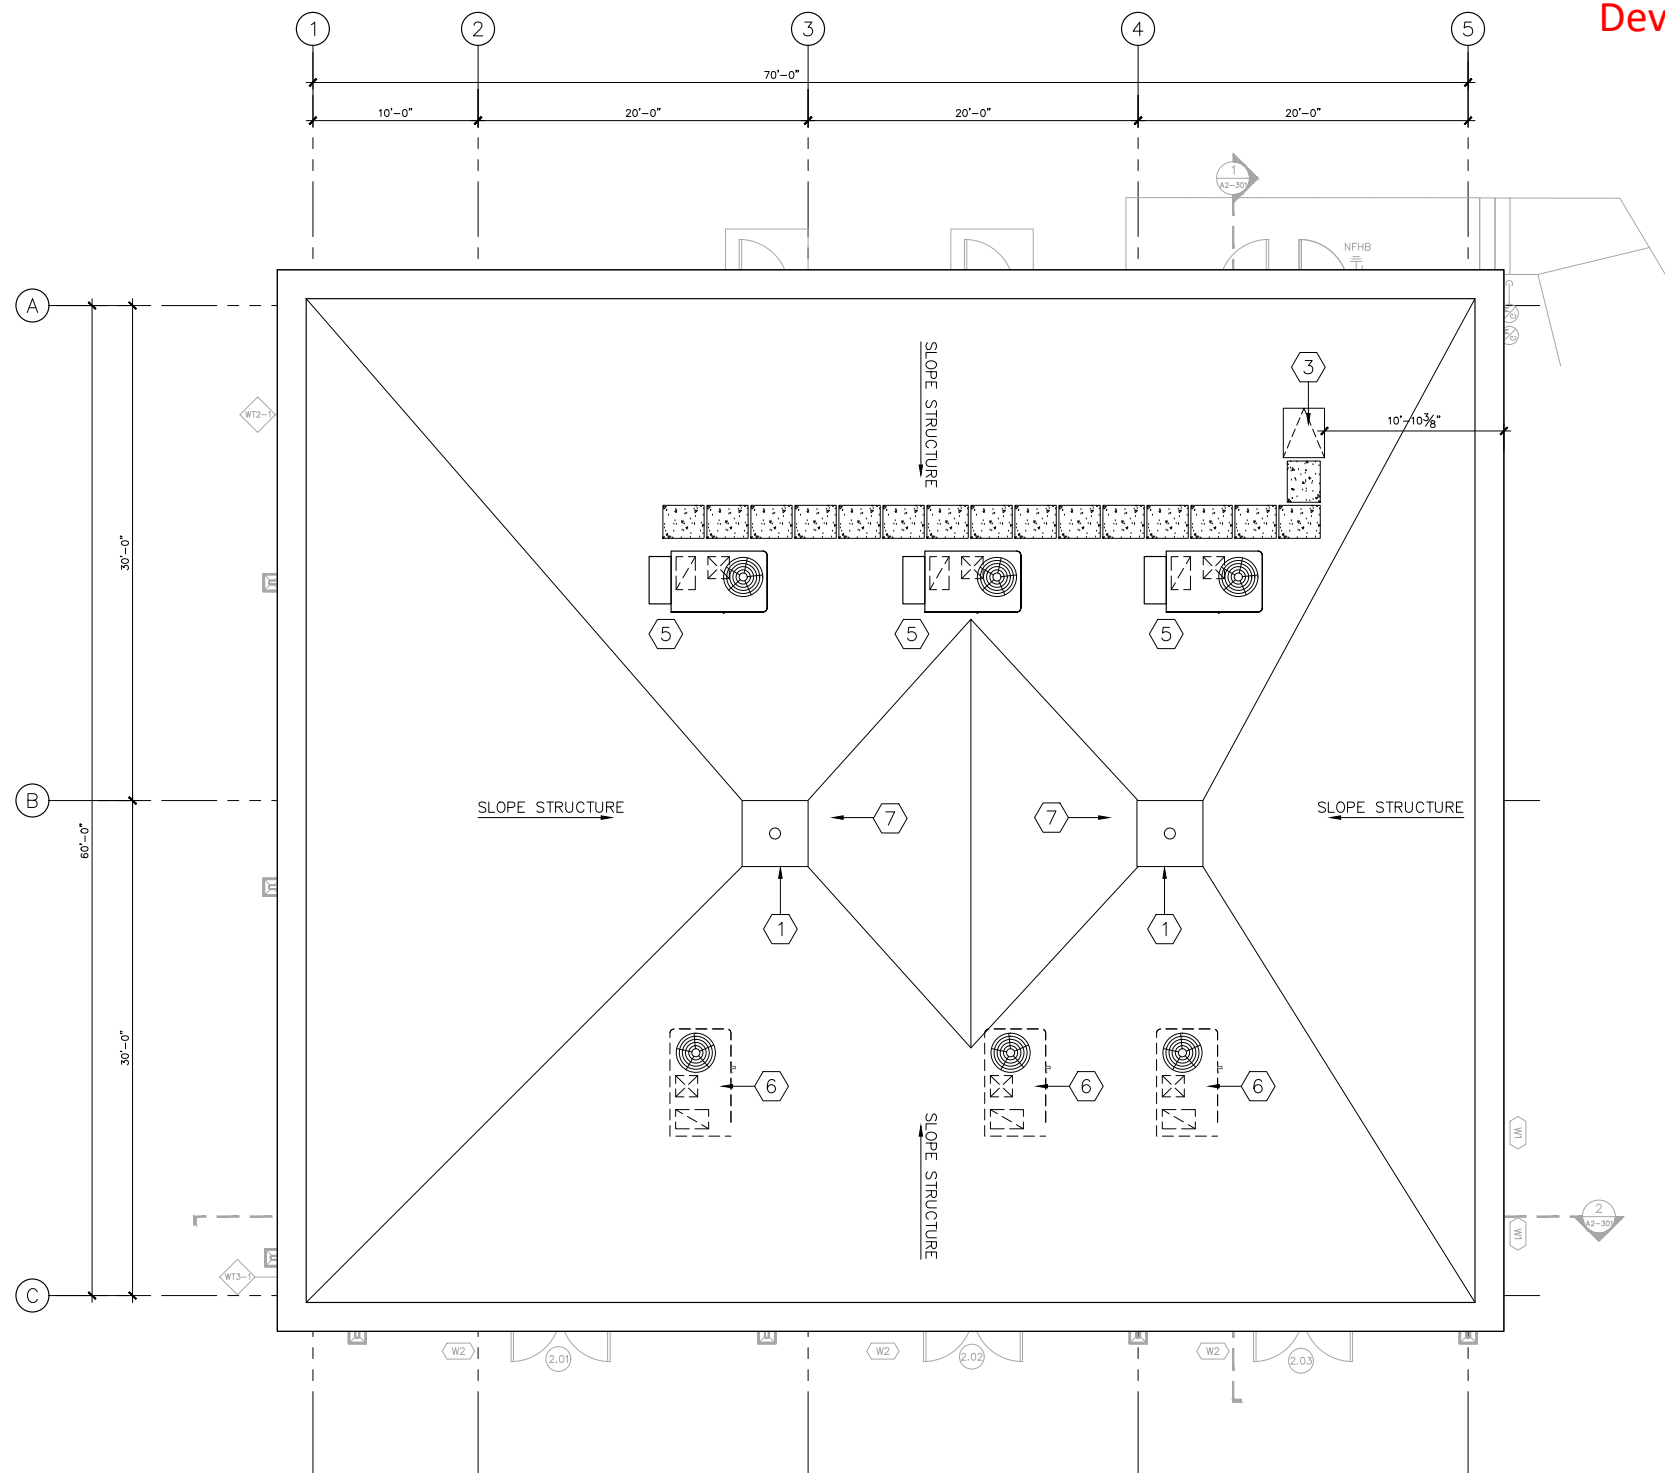 Dev
1 2 3 4 5
70'-0"
10'-0" 20'-0" 20'-0" 20'-0"
1
A2-301
NFHB
A
SLOPE STRUCTURE
3
10'-10⅜"
WT2-1
30'-0"
5 5 5
B
SLOPE STRUCTURE
7 7
SLOPE STRUCTURE
60'-0"
1 1
30'-0"
6 6 6
SLOPE STRUCTURE
W1
2
A2-301
W1
WT3-1
C
W2 2.01 W2 2.02 W2 2.03